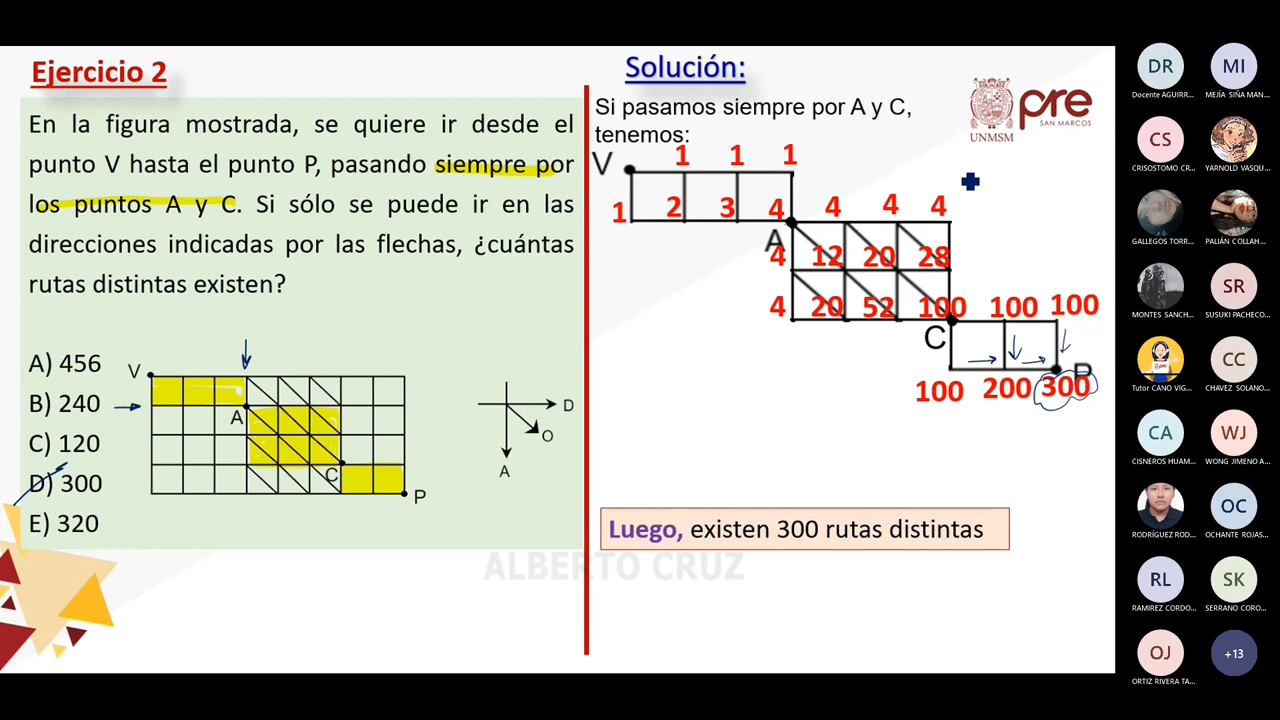 Ejercicio 2
En la figura mostrada, se quiere ir desde el
punto V hasta el punto P, pasando siempre por
los puntos A y C. Si sólo se puede ir en las
direcciones indicadas por las flechas, ¿cuántas
rutas distintas existen?
A) 456
B) 240
C) 120
D) 300
E) 320
V
A
C
P
D
O
A
Solución:
Si pasamos siempre por A y C,
tenemos:
UNMSM
pre
SAN MARCOS
V 1 1 1
1 2 3 4 4 4 4
A
4 12 20 28
4 20 52 100 100 100
C
P
100 200 300
Luego, existen 300 rutas distintas
ALBERTO CRUZ
DR
MI
Docente AGUIRR...
MEJÍA SIÑA MAN...
CS
CRISOSTOMO CR...
YARNOLD VASQU...
GALLEGOS TORR...
PALIÁN COLLAH...
SR
MONTES SANCH...
SUSUKI PACHECO...
CC
Tutor CANO VIG...
CHAVEZ SOLANO...
CA
WJ
CISNEROS HUAM...
WONG JIMENO A...
OC
RODRÍGUEZ ROD...
OCHANTE ROJAS...
RL
SK
RAMIREZ CORDO...
SERRANO CORO...
OJ
+13
ORTIZ RIVERA TA...